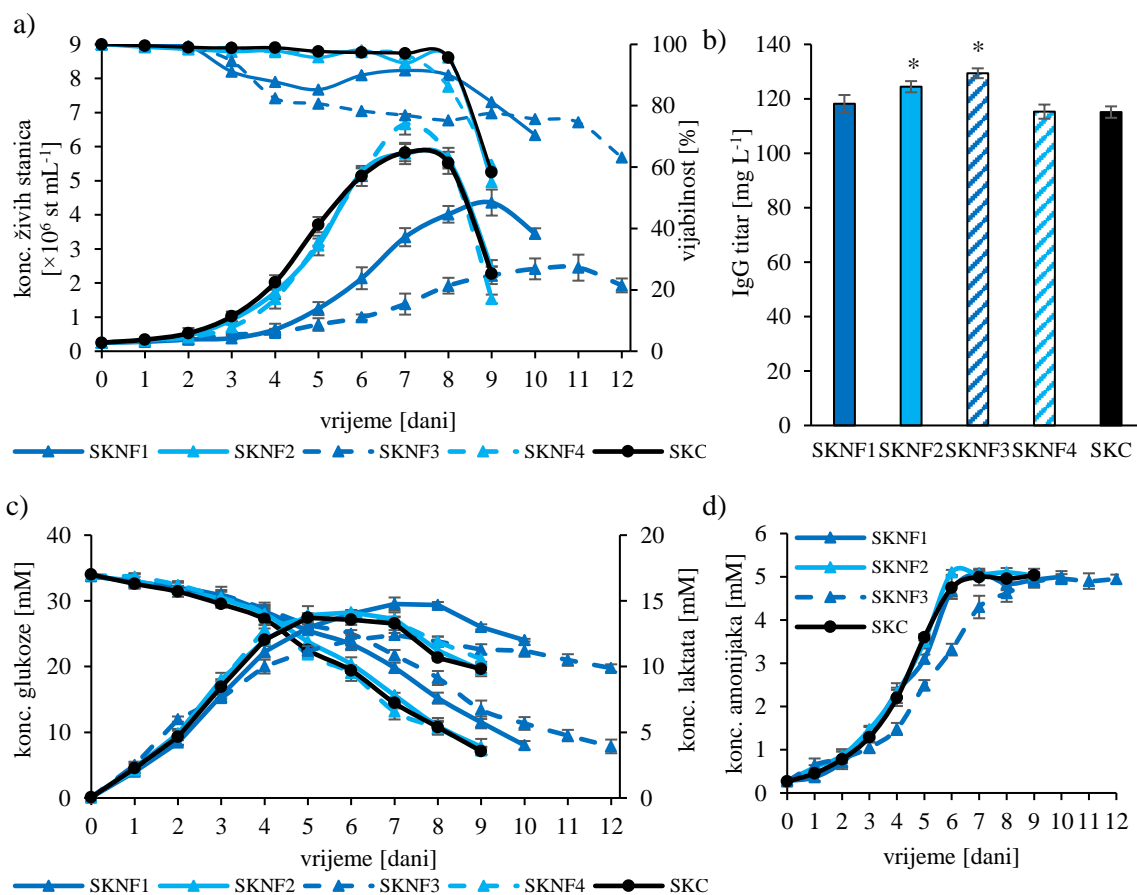 a)
9
8
7
6
5
4
3
2
1
0
konc. živih stanica
[×10⁶ st mL⁻¹]
100
80
60
40
20
0
vijabilnost [%]
0 1 2 3 4 5 6 7 8 9 10 11 12
vrijeme [dani]
SKNF1 SKNF2 SKNF3 SKNF4 SKC
b)
140
120
100
80
60
40
20
0
IgG titar [mg L⁻¹]
* *
SKNF1 SKNF2 SKNF3 SKNF4 SKC
c)
40
30
20
10
0
konc. glukoze [mM]
20
15
10
5
0
konc. laktata [mM]
0 1 2 3 4 5 6 7 8 9 10 11 12
vrijeme [dani]
SKNF1 SKNF2 SKNF3 SKNF4 SKC
d)
6
5
4
3
2
1
0
konc. amonijaka [mM]
SKNF1
SKNF2
SKNF3
SKC
0 1 2 3 4 5 6 7 8 9 10 11 12
vrijeme [dani]